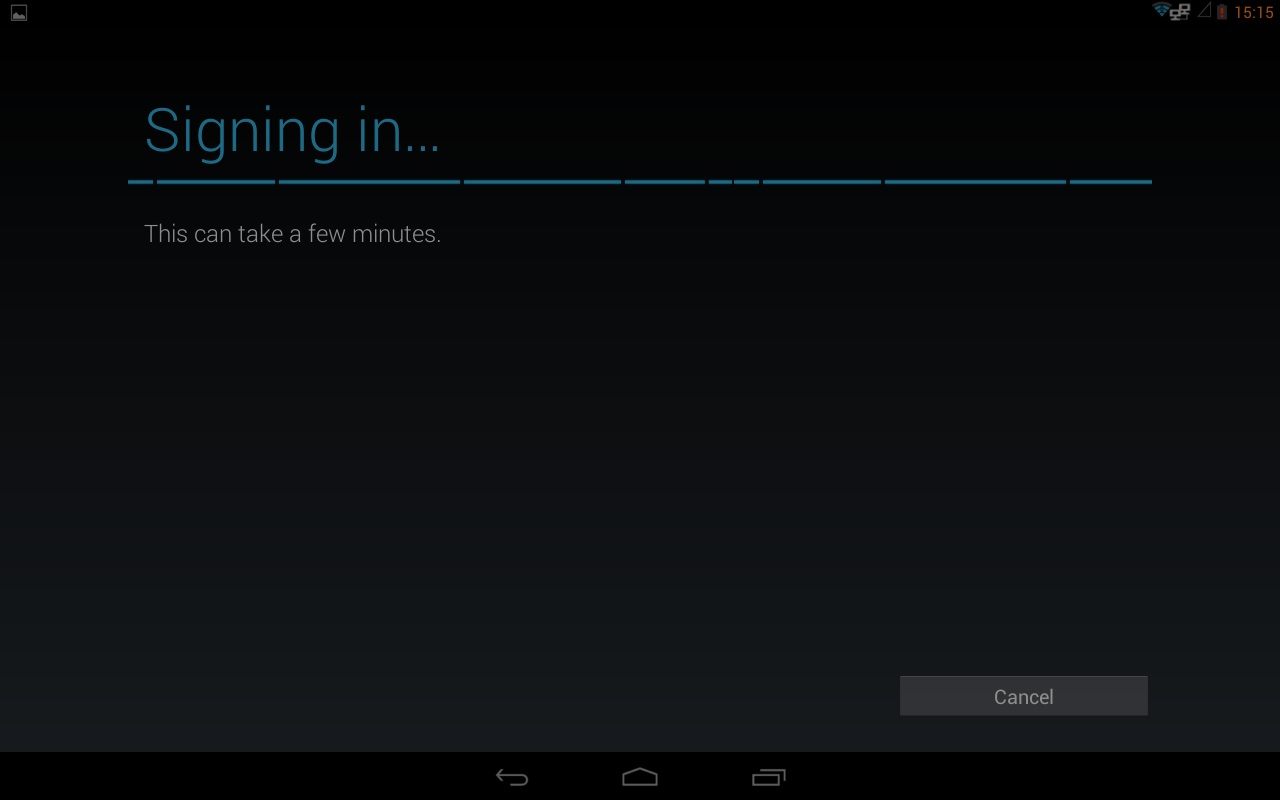 15:15
Signing in...
This can take a few minutes.
Cancel